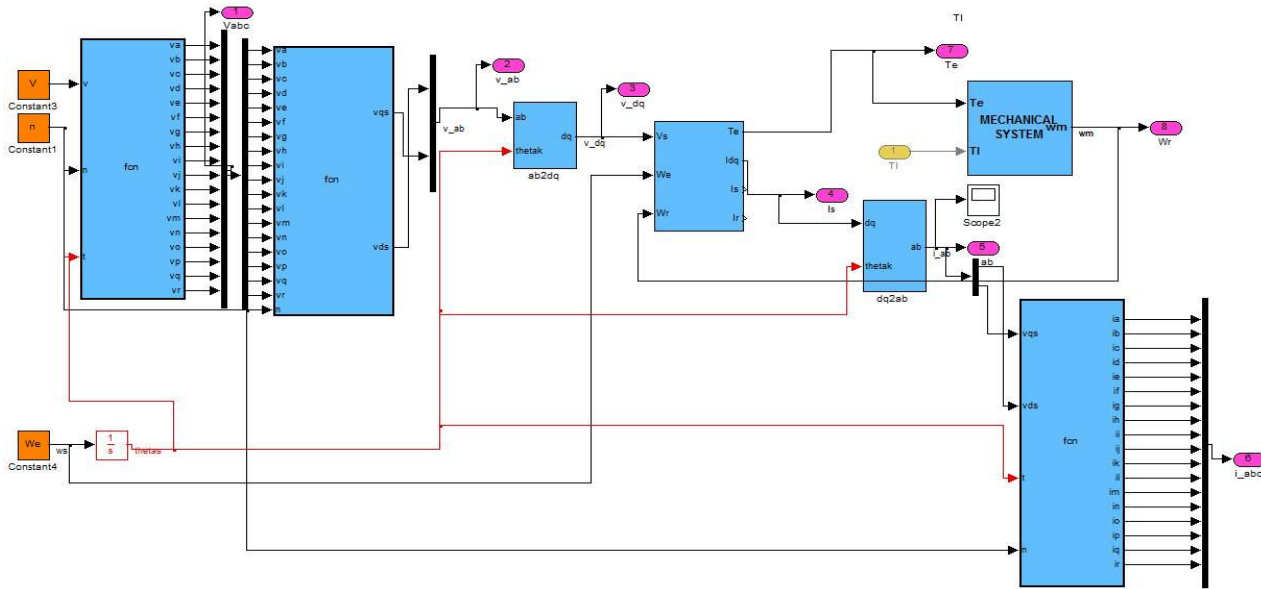 1
Vabc
V
Constant3
n
Constant1
v
n
t
fcn
va
vb
vc
vd
ve
vf
vg
vh
vi
vj
vk
vl
vm
vn
vo
vp
vq
vr
va
vb
vc
vd
ve
vf
vg
vh
vi
vj
vk
vl
vm
vn
vo
vp
vq
vr
n
fcn
vqs
vds
2
v_ab
v_ab
ab
thetak
dq
ab2dq
3
v_dq
v_dq
Vs
We
Wr
Te
Idq
Is
Ir
4
Is
Tl
7
Te
Te
MECHANICAL
SYSTEM
Tl
wm
wm
8
Wr
1
Tl
Scope2
dq
thetak
ab
dq2ab
i_ab
5
ab
We
Constant4
ws
1
s
thetas
vqs
vds
t
n
fcn
ia
ib
ic
id
ie
if
ig
ih
ii
ij
ik
il
im
in
io
ip
iq
ir
6
i_abc